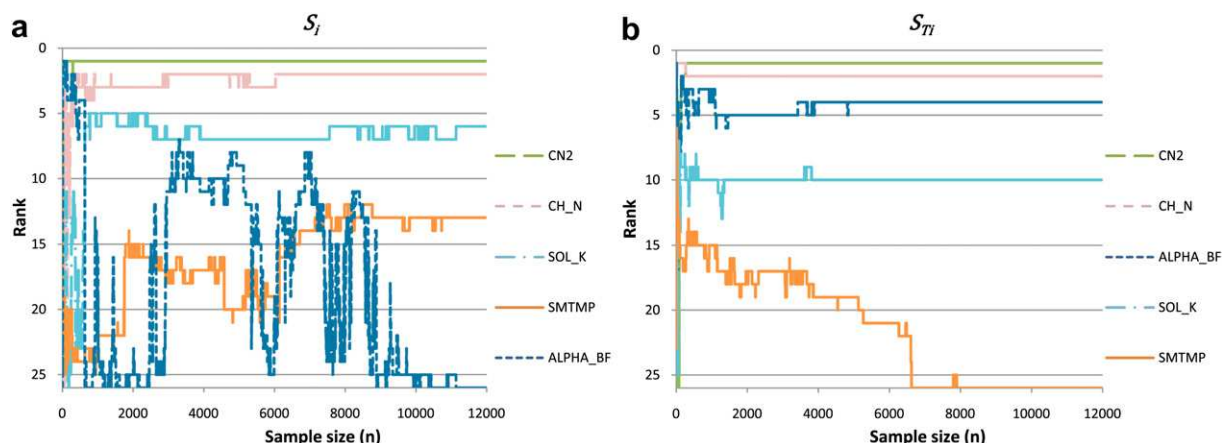 a
S_i
0
5
10
15
20
25
Rank
0 2000 4000 6000 8000 10000 12000
Sample size (n)
CN2
CH_N
SOL_K
SMTMP
ALPHA_BF
b
S_Ti
0
5
10
15
20
25
Rank
0 2000 4000 6000 8000 10000 12000
Sample size (n)
CN2
CH_N
ALPHA_BF
SOL_K
SMTMP